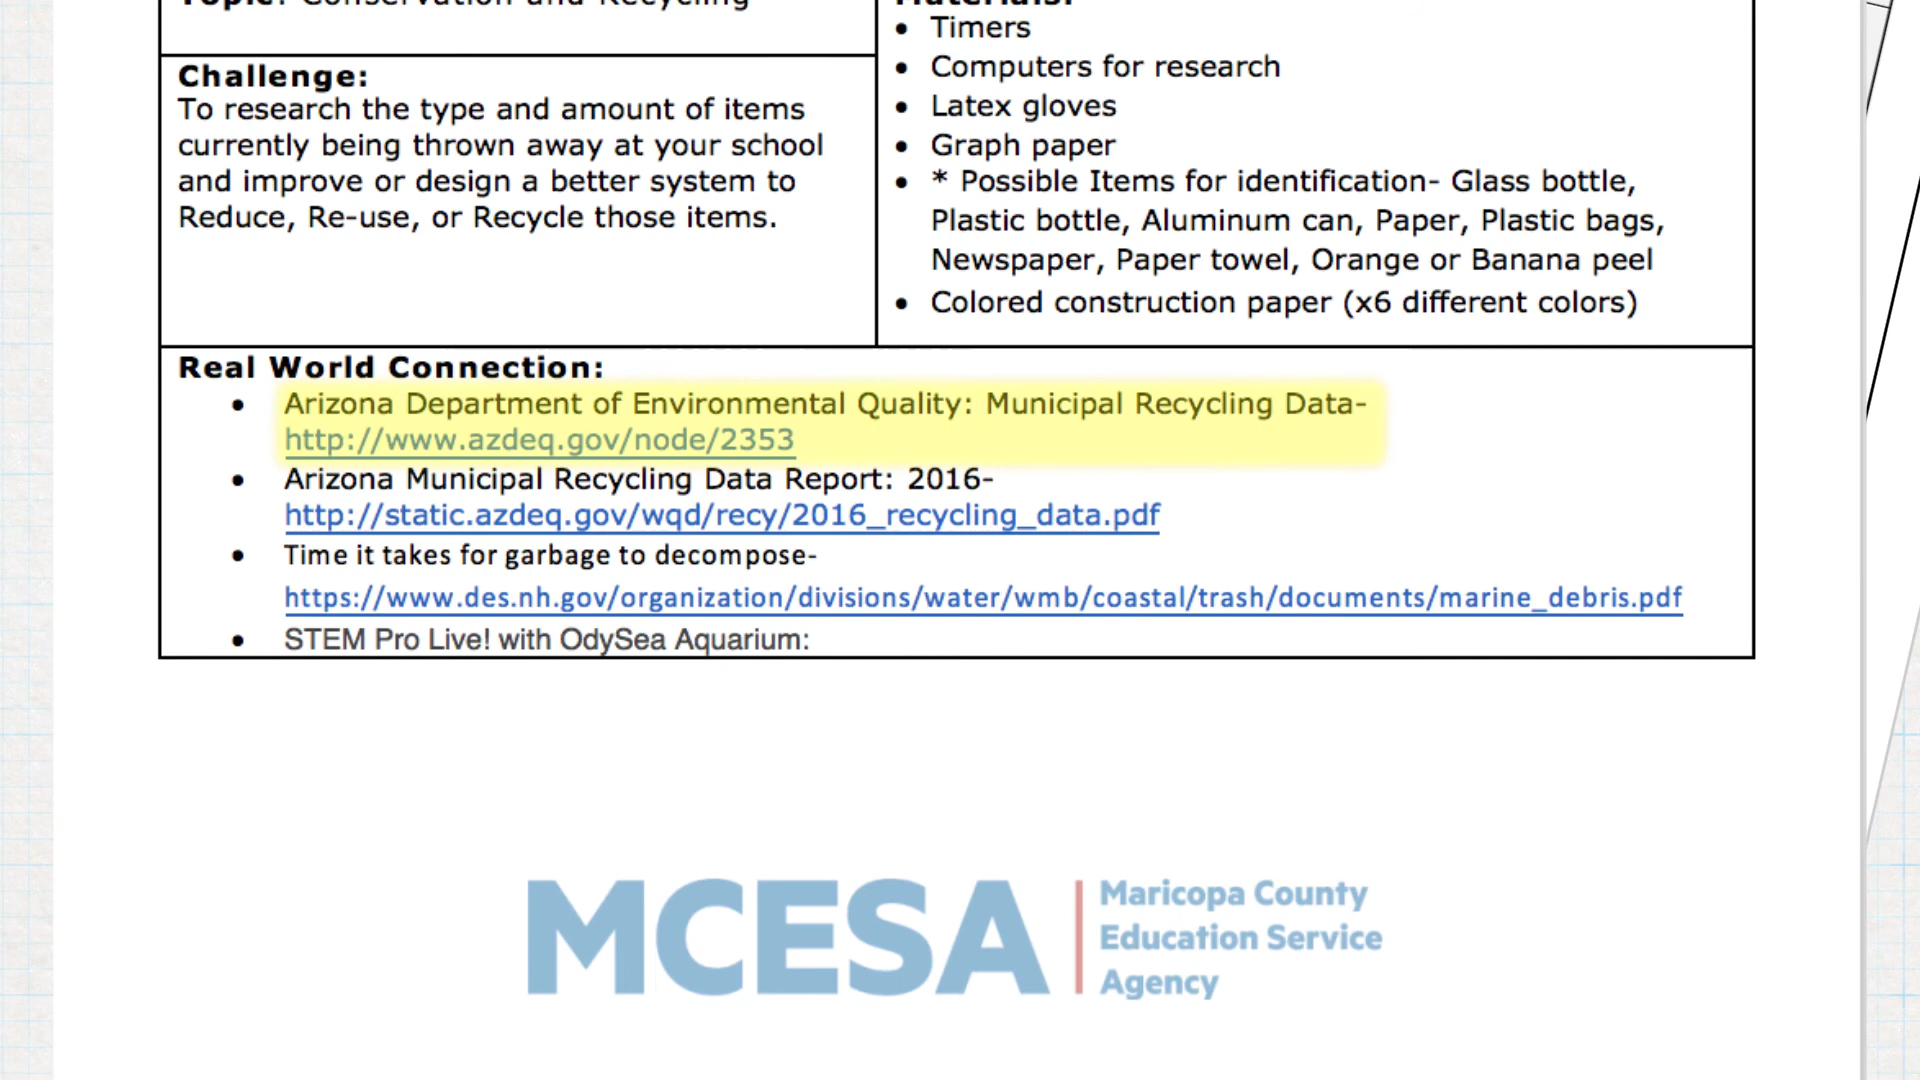 Topic: Conservation and Recycling
Challenge:
To research the type and amount of items
currently being thrown away at your school
and improve or design a better system to
Reduce, Re-use, or Recycle those items.
Materials:
• Timers
• Computers for research
• Latex gloves
• Graph paper
• * Possible Items for identification- Glass bottle,
Plastic bottle, Aluminum can, Paper, Plastic bags,
Newspaper, Paper towel, Orange or Banana peel
• Colored construction paper (x6 different colors)
Real World Connection:
• Arizona Department of Environmental Quality: Municipal Recycling Data-
http://www.azdeq.gov/node/2353
• Arizona Municipal Recycling Data Report: 2016-
http://static.azdeq.gov/wqd/recy/2016_recycling_data.pdf
• Time it takes for garbage to decompose-
https://www.des.nh.gov/organization/divisions/water/wmb/coastal/trash/documents/marine_debris.pdf
• STEM Pro Live! with OdySea Aquarium:
MCESA
Maricopa County
Education Service
Agency